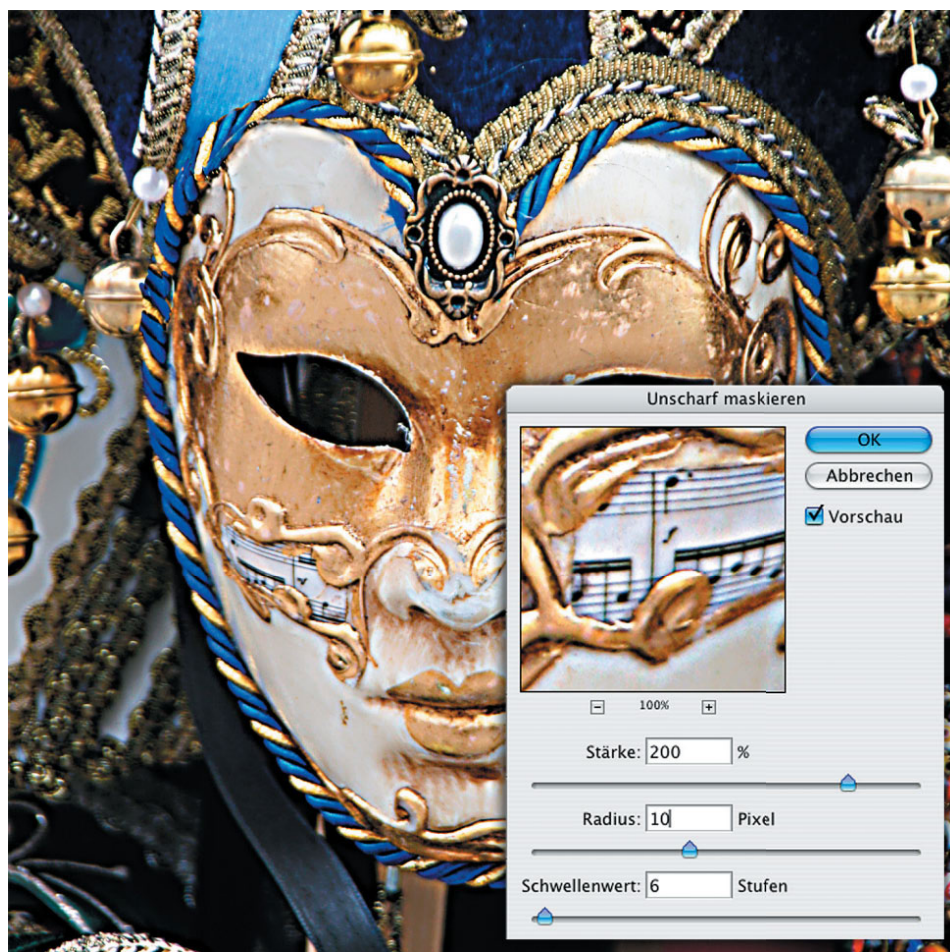 Unscharf maskieren
OK
Abbrechen
Vorschau
100%
Stärke: 200 %
Radius: 10 Pixel
Schwellenwert: 6 Stufen